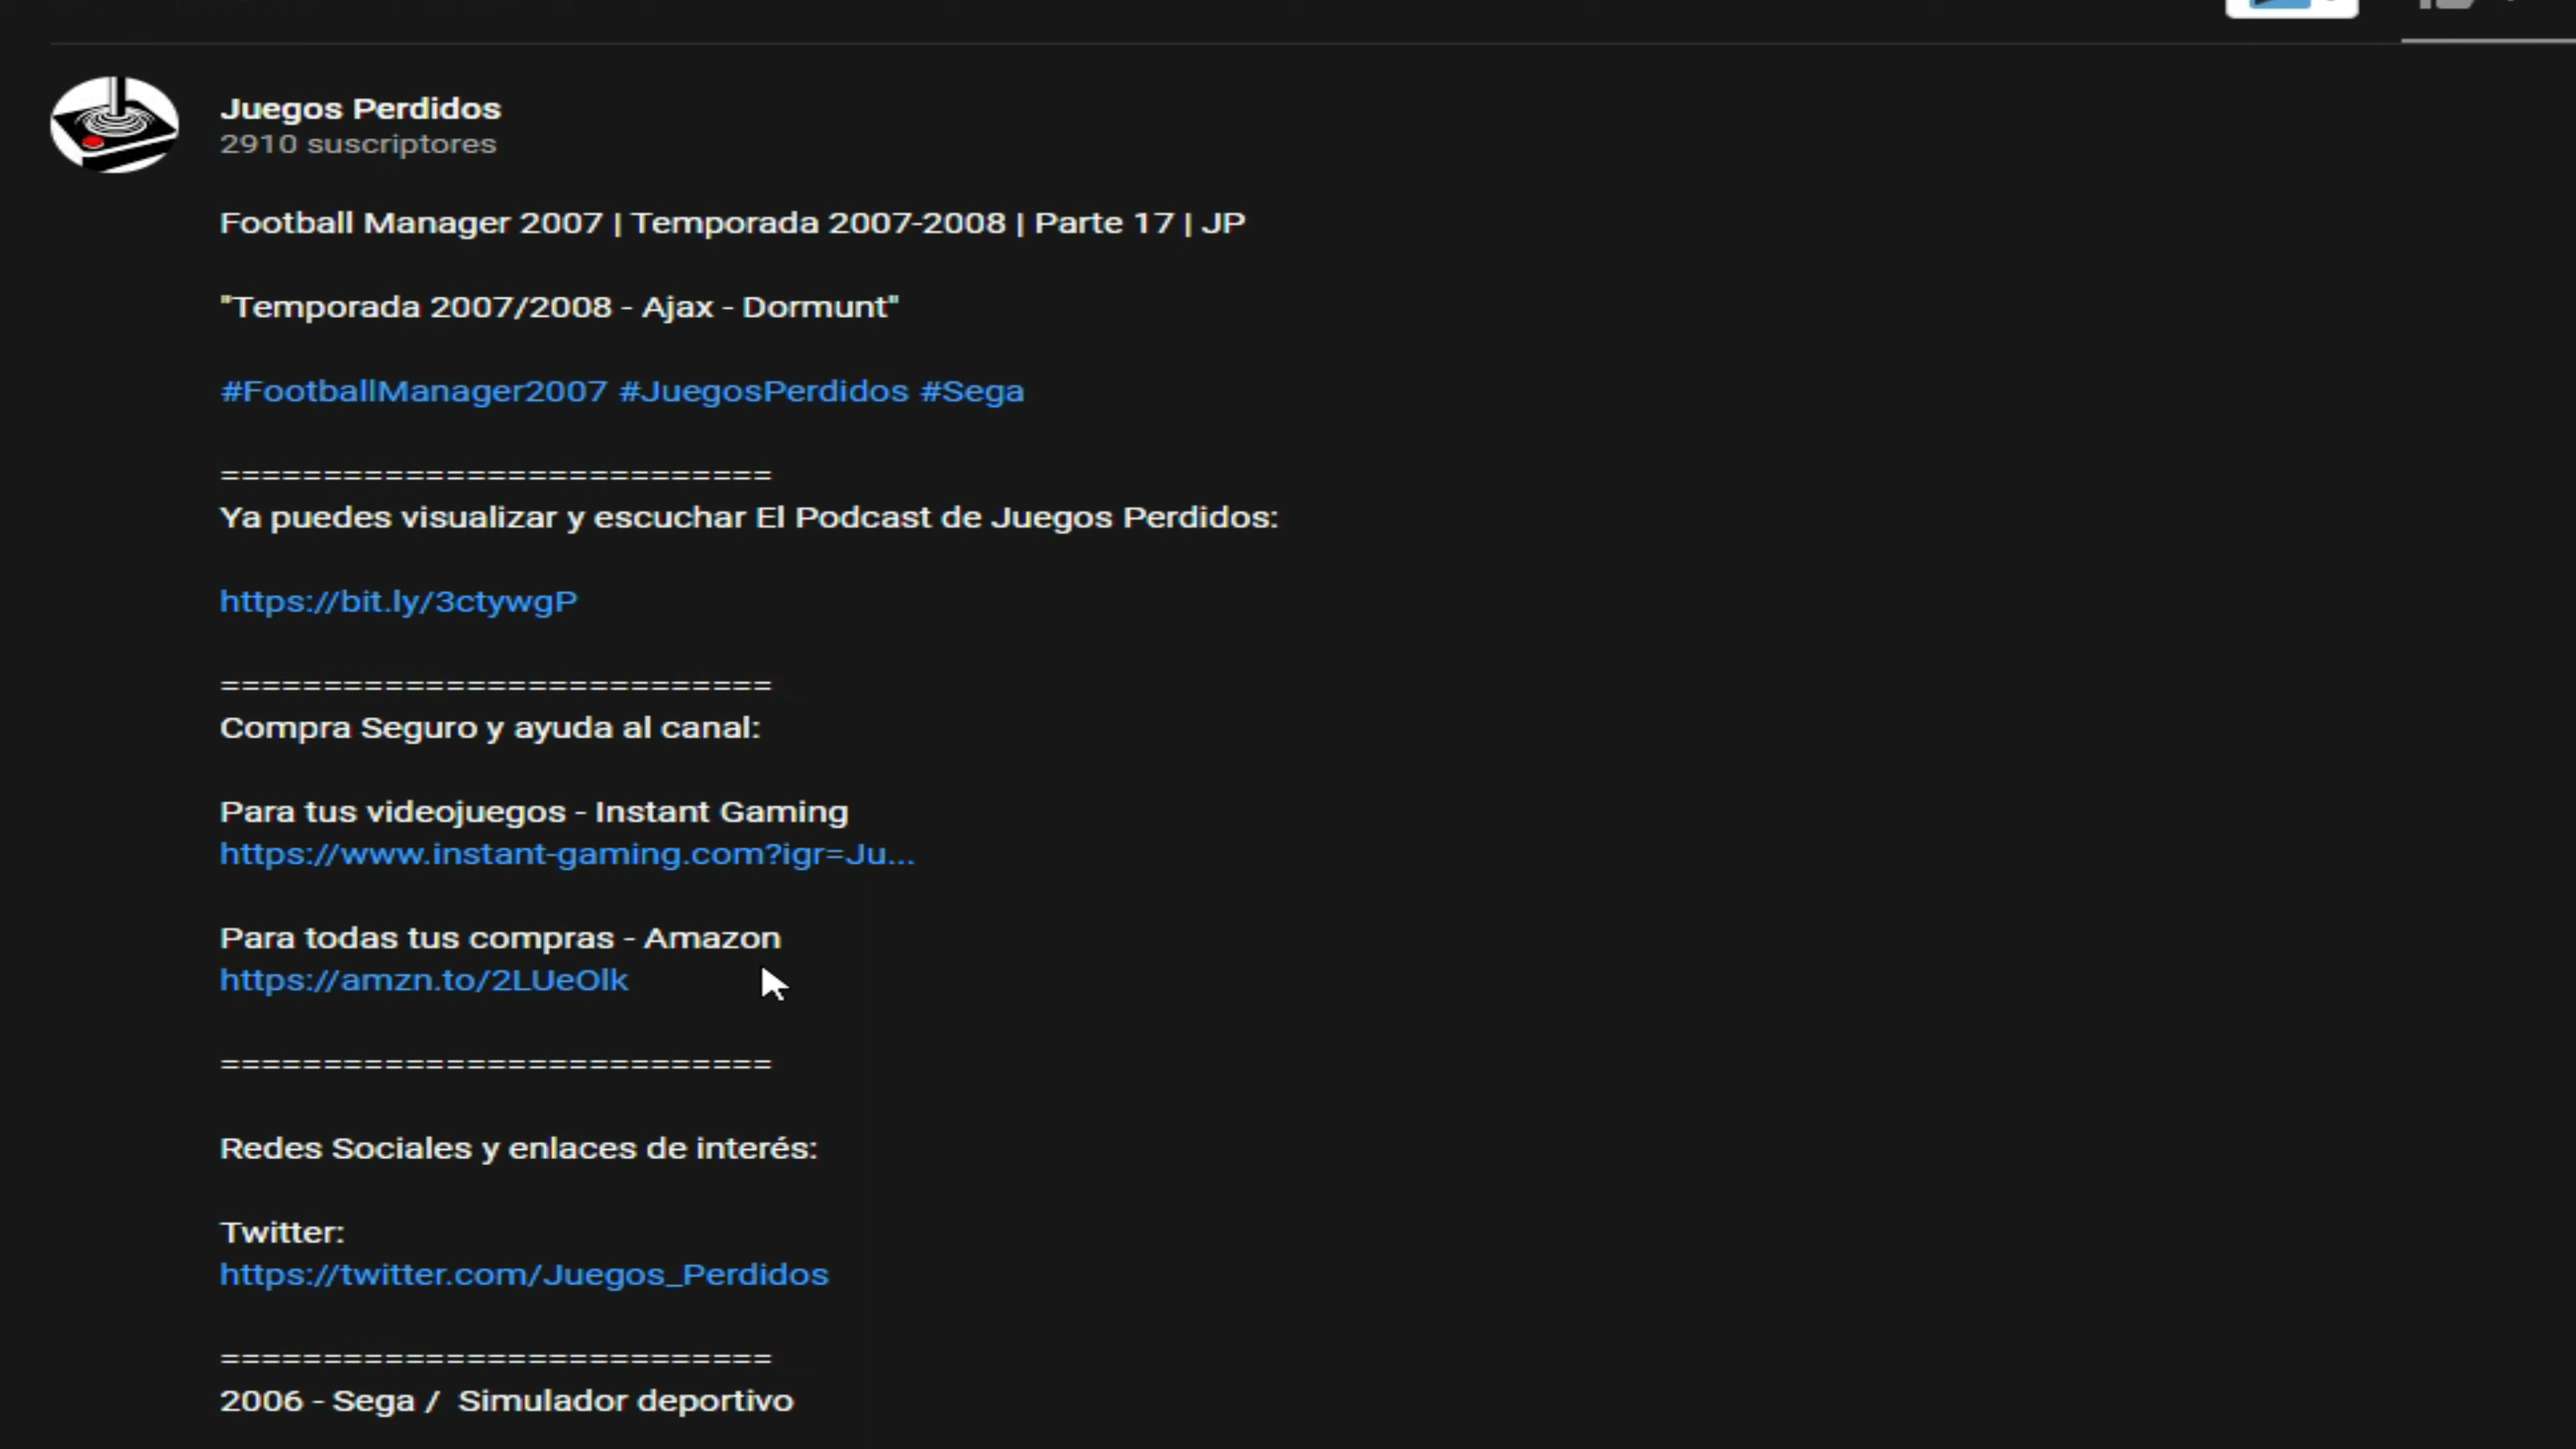 Juegos Perdidos
2910 suscriptores
Football Manager 2007 | Temporada 2007-2008 | Parte 17 | JP
"Temporada 2007/2008 - Ajax - Dormunt"
#FootballManager2007 #JuegosPerdidos #Sega
===========================
Ya puedes visualizar y escuchar El Podcast de Juegos Perdidos:
https://bit.ly/3ctywgP
===========================
Compra Seguro y ayuda al canal:
Para tus videojuegos - Instant Gaming
https://www.instant-gaming.com?igr=Ju...
Para todas tus compras - Amazon
https://amzn.to/2LUeOlk
===========================
Redes Sociales y enlaces de interés:
Twitter:
https://twitter.com/Juegos_Perdidos
===========================
2006 - Sega /  Simulador deportivo